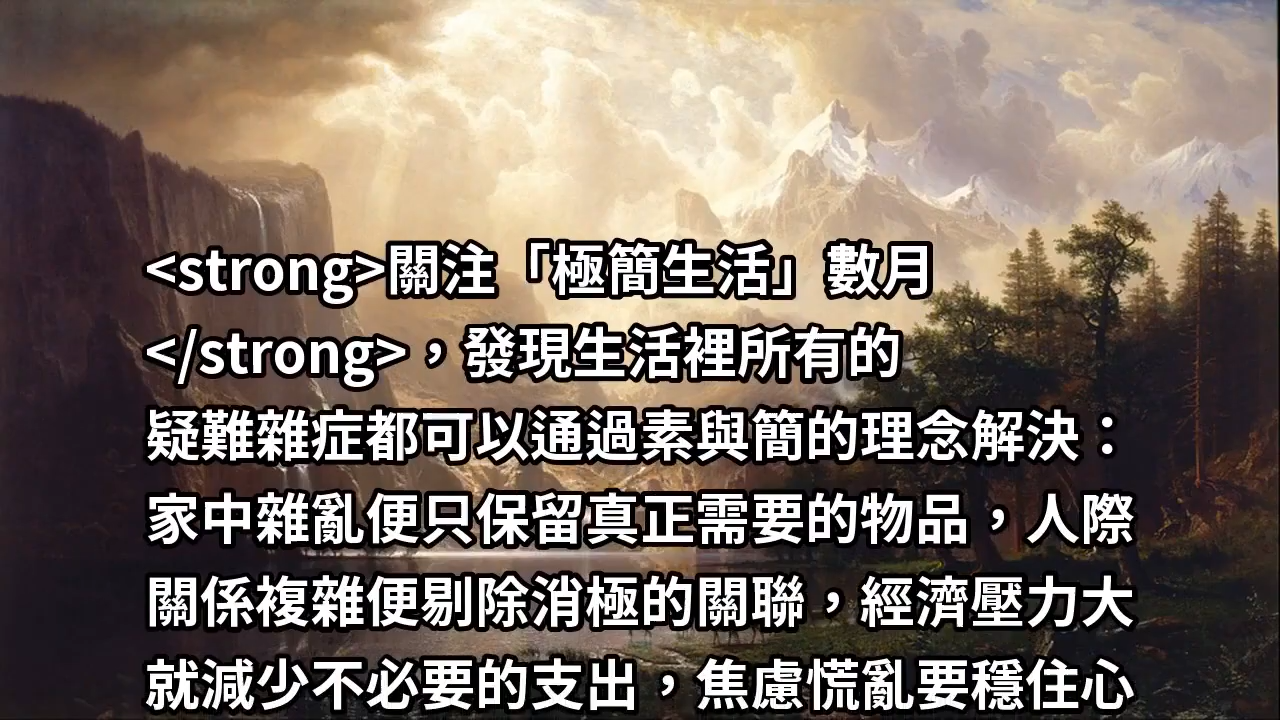 <strong>關注「極簡生活」數月
</strong>，發現生活裡所有的
疑難雜症都可以通過素與簡的理念解決：
家中雜亂便只保留真正需要的物品，人際
關係複雜便剔除消極的關聯，經濟壓力大
就減少不必要的支出，焦慮慌亂要穩住心